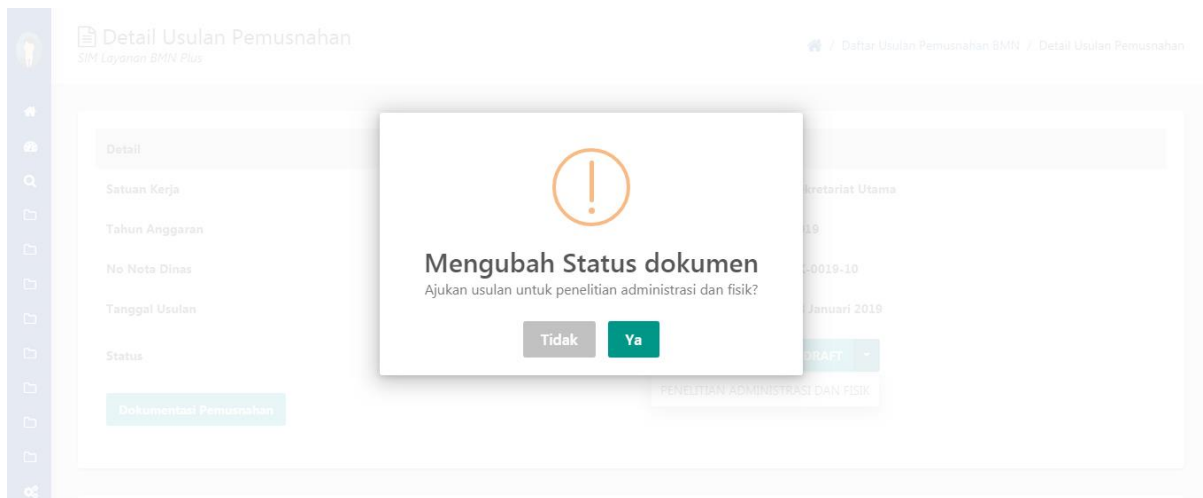 Detail Usulan Pemusnahan
SIM Layanan BMN Plus
/ Daftar Usulan Pemusnahan BMN / Detail Usulan Pemusnahan
Detail
Satuan Kerja
Utama
Tahun Anggaran
No Nota Dinas
-0019-10
Tanggal Usulan
Januari 2019
Status
DRAFT
PENELITIAN ADMINISTRASI DAN FISIK
Dokumentasi Pemusnahan
Mengubah Status dokumen
Ajukan usulan untuk penelitian administrasi dan fisik?
Tidak
Ya